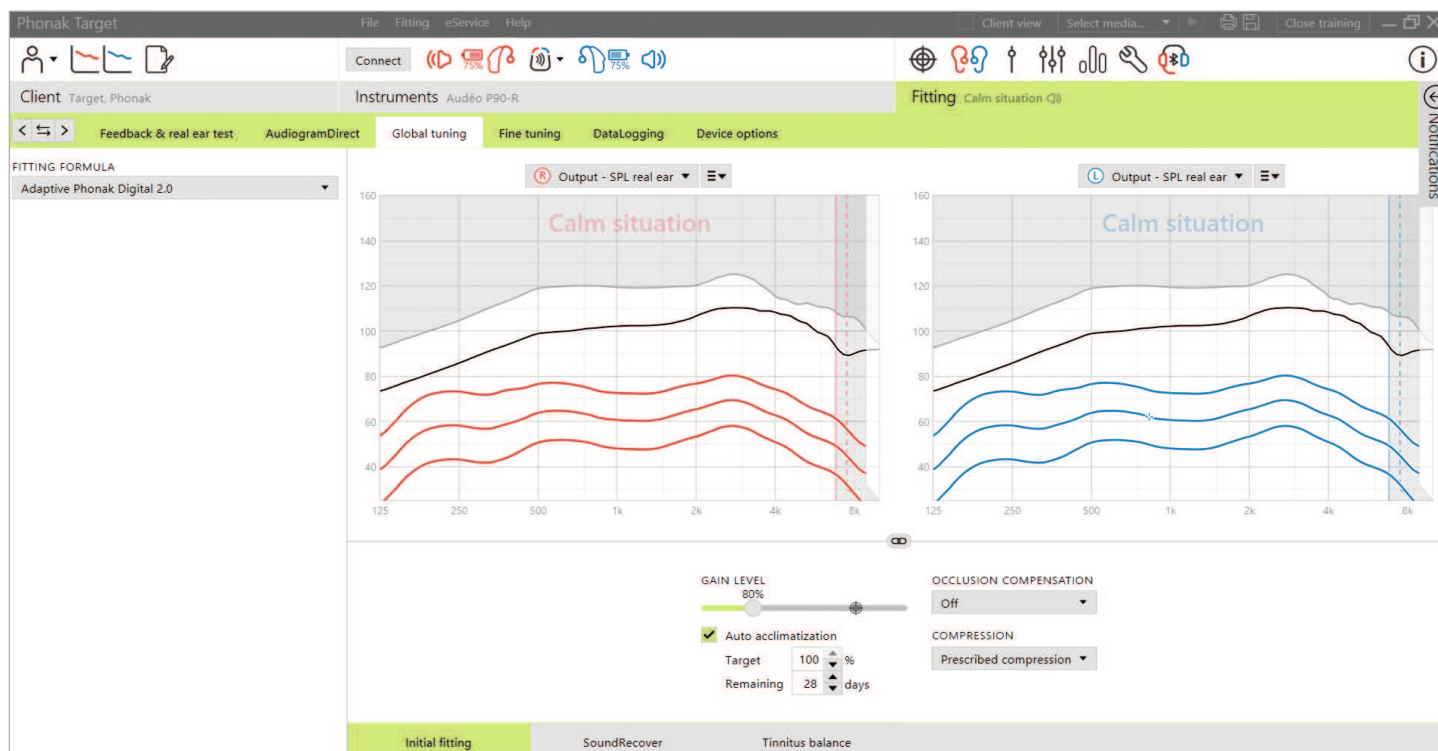 Phonak Target File Fitting eService Help Client view Select media... Close training
Connect 75% 75%
Client Target, Phonak Instruments Audéo P90-R Fitting Calm situation
Feedback & real ear test AudiogramDirect Global tuning Fine tuning DataLogging Device options
Notifications
FITTING FORMULA
Adaptive Phonak Digital 2.0
R Output - SPL real ear
160
140
120
100
80
60
40
125 250 500 1k 2k 4k 8k
Calm situation
L Output - SPL real ear
160
140
120
100
80
60
40
125 250 500 1k 2k 4k 8k
Calm situation
GAIN LEVEL
80%
Auto acclimatization
Target 100 %
Remaining 28 days
OCCLUSION COMPENSATION
Off
COMPRESSION
Prescribed compression
Initial fitting SoundRecover Tinnitus balance